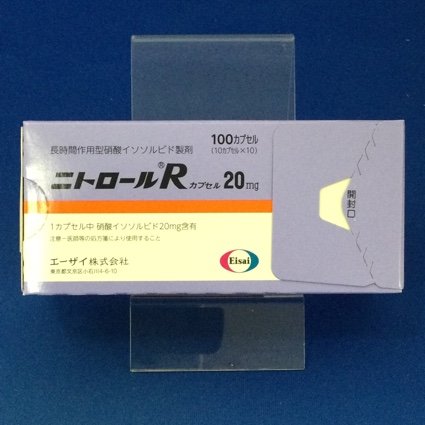 長時間作用型硝酸イソソルビド製剤
100カプセル
(10カプセル×10)
ニトロール®R カプセル 20mg
1カプセル中 硝酸イソソルビド20mg含有
注意-医師等の処方箋により使用すること
エーザイ株式会社
東京都文京区小石川4-6-10
Eisai
開封口